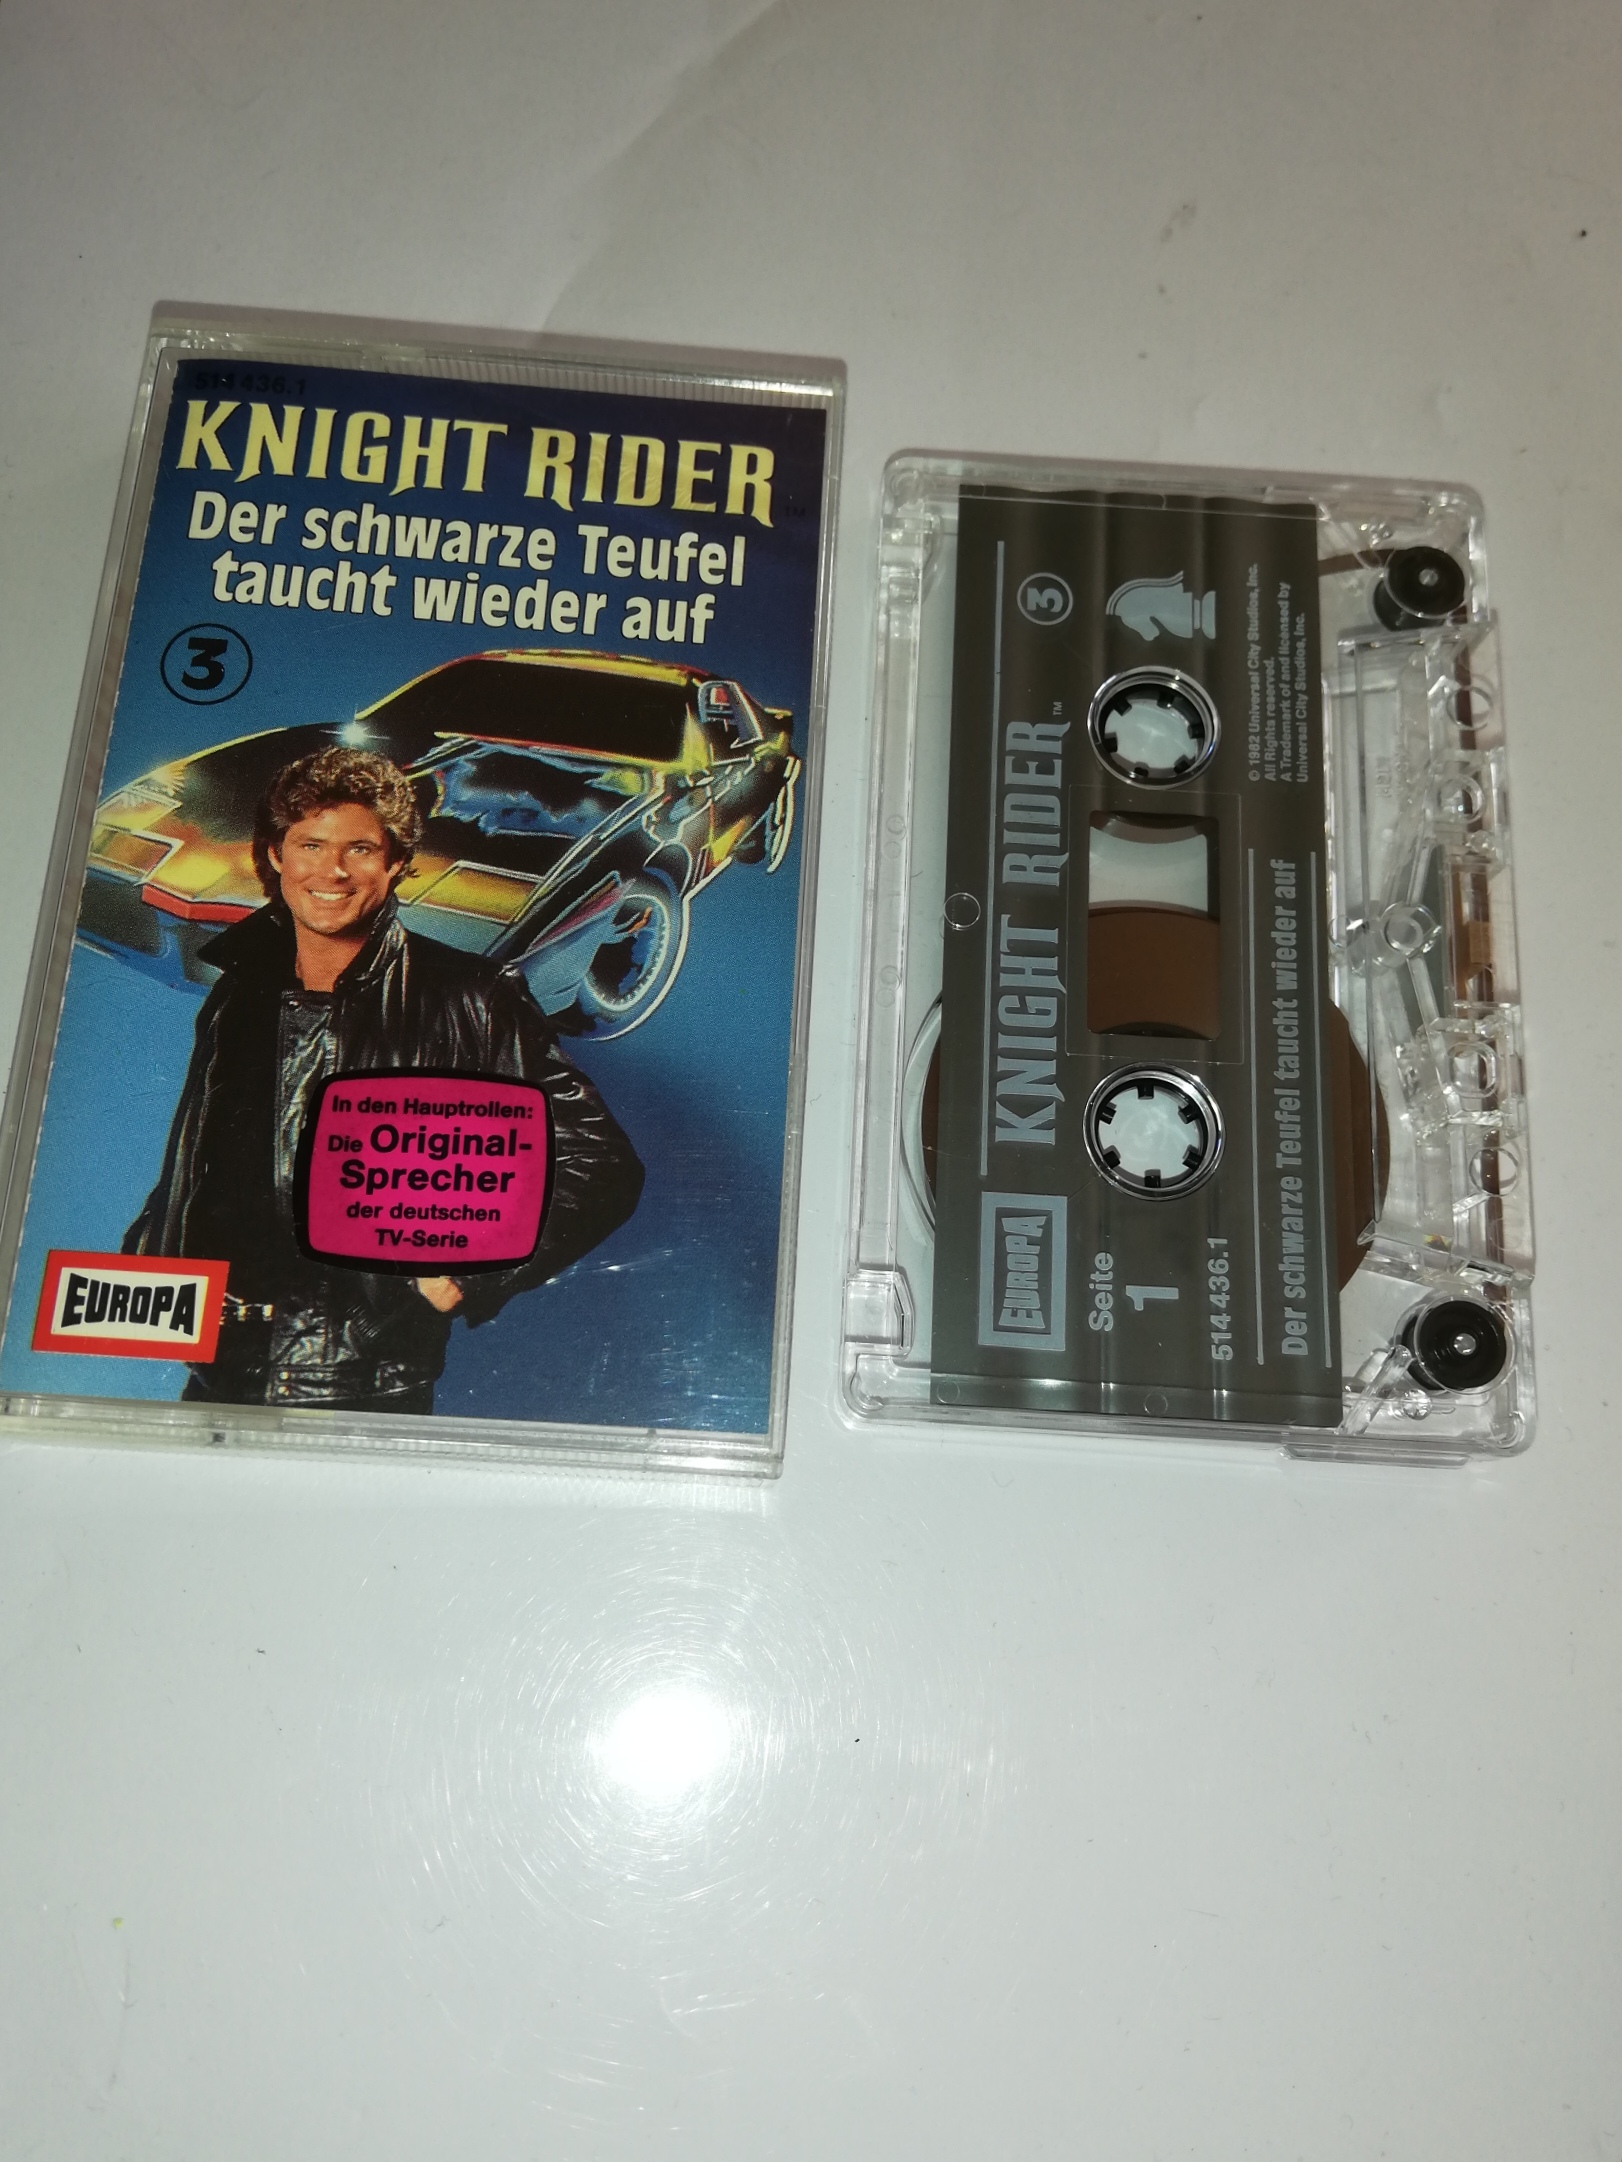 514 436.1
KNIGHT RIDER™
Der schwarze Teufel
taucht wieder auf
3
In den Hauptrollen:
Die Original-
Sprecher
der deutschen
TV-Serie
EUROPA
KNIGHT RIDER™
3
EUROPA
Seite
1
514 436.1
© 1982 Universal City Studios, Inc.
All Rights reserved.
A Trademark of and licensed by
Universal City Studios, Inc.
Der schwarze Teufel taucht wieder auf